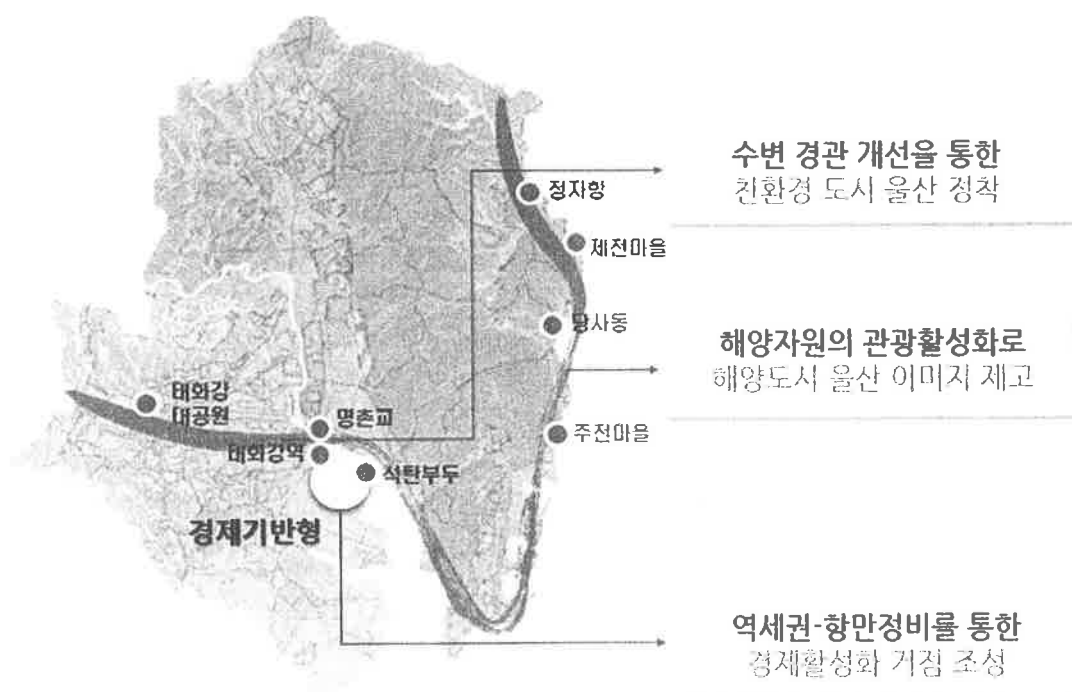 수변 경관 개선을 통한
친환경 도시 울산 정착
정자항
제전마을
당사동
해양자원의 관광활성화로
해양도시 울산 이미지 제고
태화강
대공원
명촌교
주전마을
태화강역
석탄부두
경제기반형
역세권-항만정비를 통한
경제활성화 거점 조성